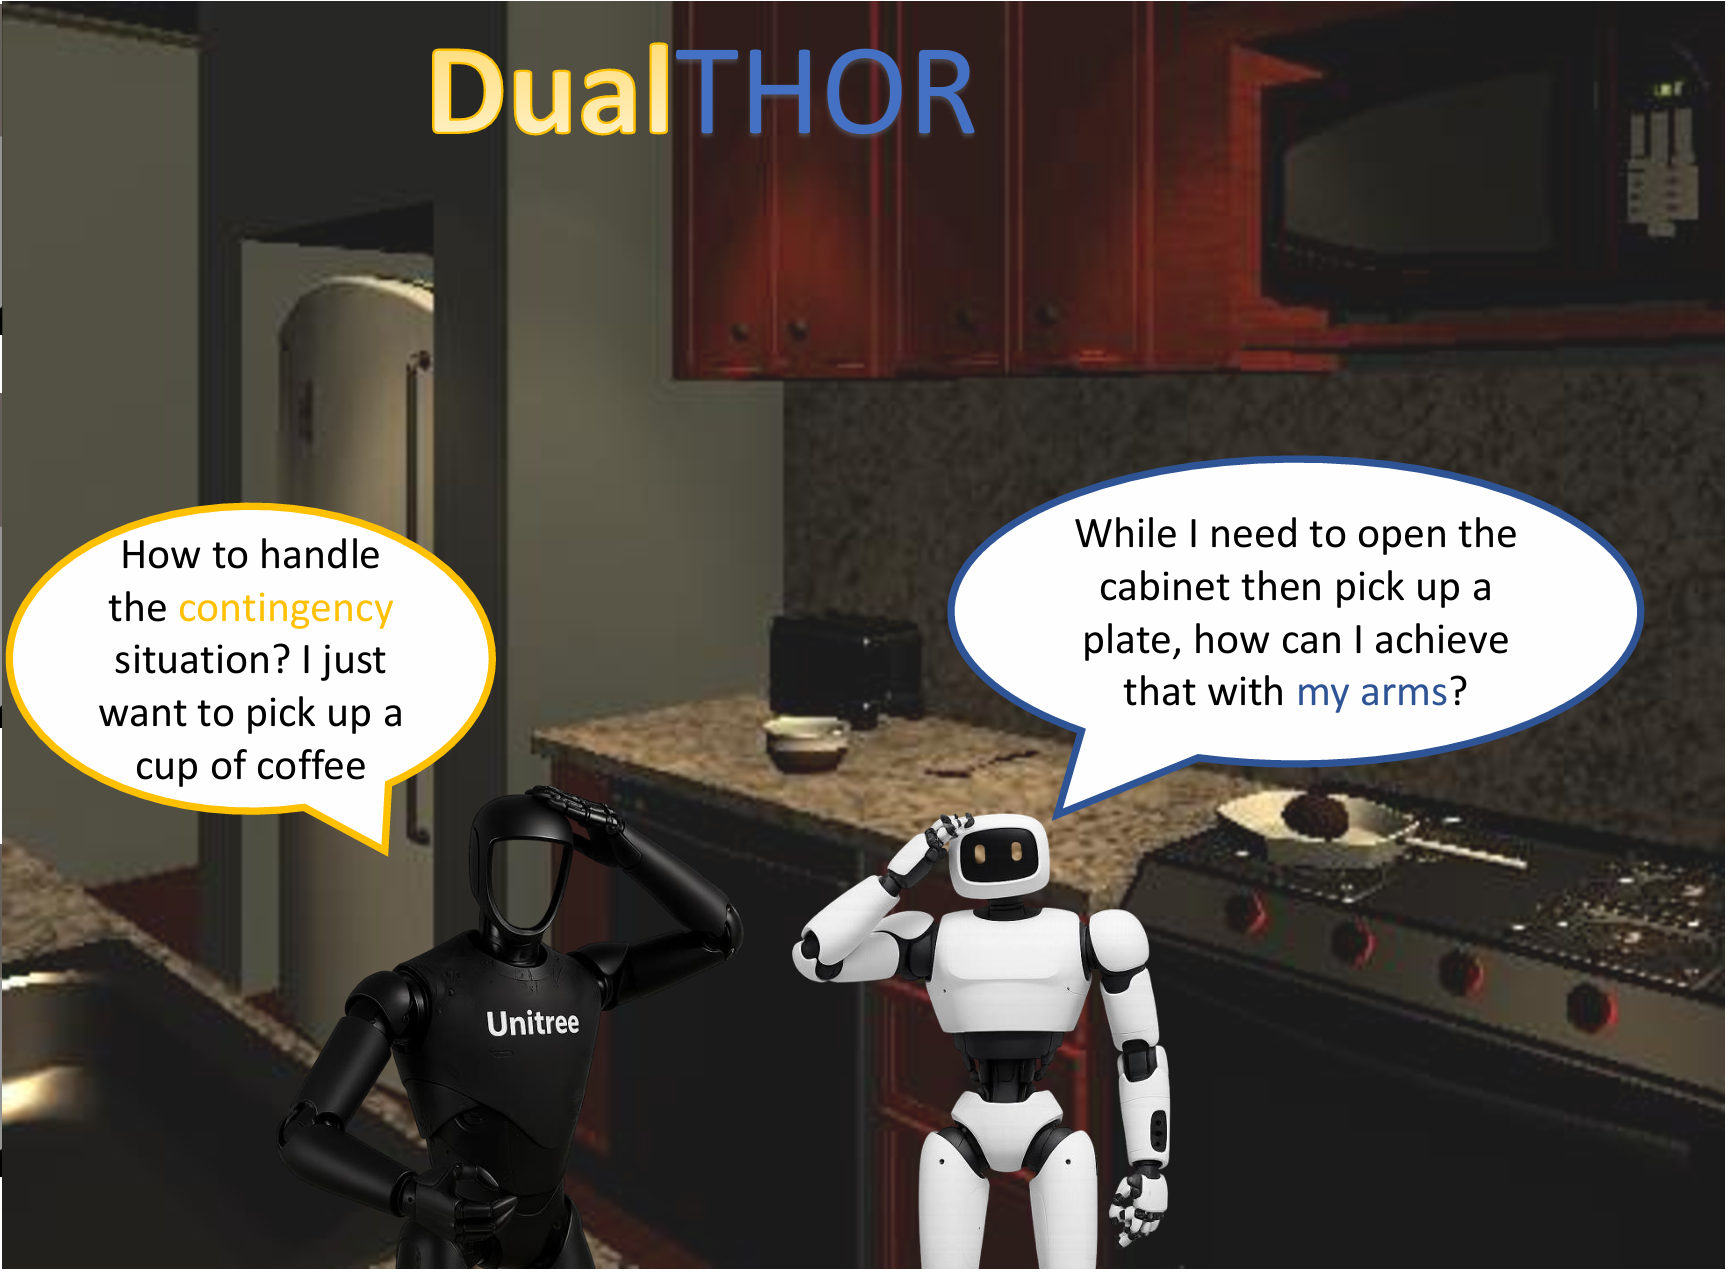 DualTHOR
How to handle
the contingency
situation? I just
want to pick up a
cup of coffee
While I need to open the
cabinet then pick up a
plate, how can I achieve
that with my arms?
Unitree